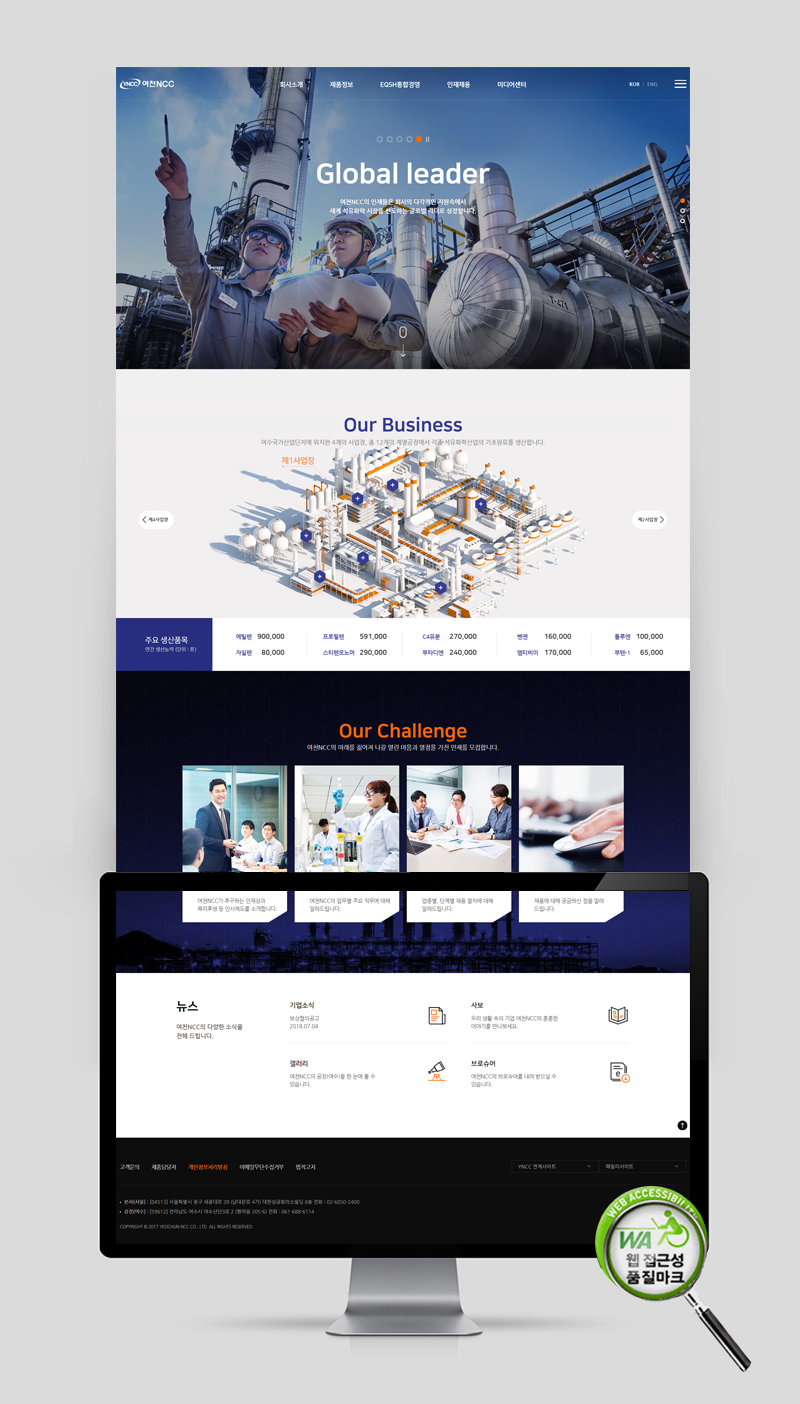 YNCC 여천NCC
회사소개 제품정보 EQSH통합경영 인재채용 미디어센터 KOR / ENG
Global leader
여천NCC의 인재들은 회사의 다각적인 지원속에서
세계 석유화학 시장을 선도하는 글로벌 리더로 성장합니다.
T-471
Our Business
여수국가산업단지에 위치한 4개의 사업장, 총 12개의 계열공장에서 각종 석유화학산업의 기초원료를 생산합니다.
제1사업장
제4사업장
제2사업장
주요 생산품목
연간 생산능력 (단위 : 톤)
에틸렌 900,000 프로필렌 591,000 C4유분 270,000 벤젠 160,000 톨루엔 100,000
자일렌 80,000 스티렌모노머 290,000 부타디엔 240,000 엠티비이 170,000 부텐-1 65,000
Our Challenge
여천NCC의 미래를 짊어져 나갈 열린 마음과 열정을 가진 인재를 모집합니다.
여천NCC가 추구하는 인재상과
복리후생 등 인사제도를 소개합니다.
여천NCC의 업무별 주요 직무에 대해
알려드립니다.
업종별, 단계별 채용 절차에 대해
알려드립니다.
채용에 대해 궁금하신 점을 알려
드립니다.
뉴스
여천NCC의 다양한 소식을
전해 드립니다.
기업소식
보상협의공고
2018.07.04
사보
우리 생활 속의 기업 여천NCC의 훈훈한
이야기를 만나보세요.
갤러리
여천NCC의 공장(여수)을 한 눈에 볼 수
있습니다.
브로슈어
여천NCC의 브로슈어를 내려 받으실 수
있습니다.
고객문의 제품담당자 개인정보처리방침 이메일무단수집거부 법적고지
YNCC 연계사이트 패밀리사이트
본사(서울) : [04513] 서울특별시 중구 세종대로 39 (남대문로 4가) 대한상공회의소빌딩 8층 전화 : 02-6050-2400
공장(여수) : [59612] 전라남도 여수시 여수산단3로 2 (평여동 205-6) 전화 : 061-688-6114
COPYRIGHT © 2017 YEOCHUN NCC CO., LTD. ALL RIGHTS RESERVED.
WEB ACCESSIBILITY
WA
웹 접근성
품질마크